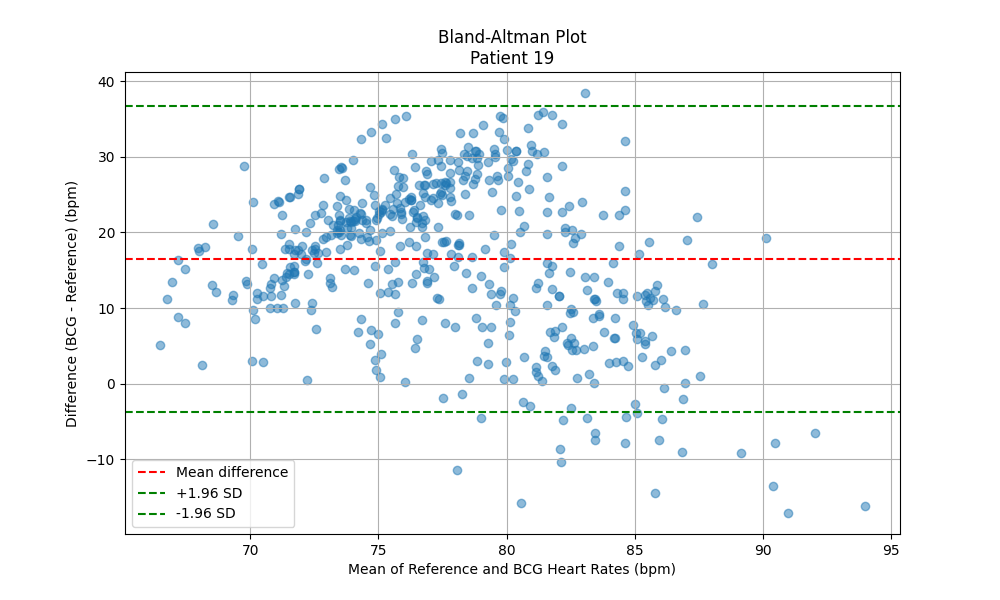 Bland-Altman Plot
Patient 19
Difference (BCG - Reference) (bpm)
40
30
20
10
0
−10
Mean difference
+1.96 SD
-1.96 SD
70 75 80 85 90 95
Mean of Reference and BCG Heart Rates (bpm)